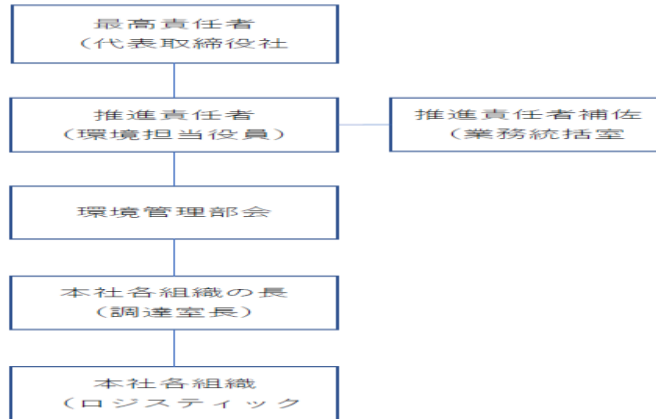 最高責任者
(代表取締役社
推進責任者
(環境担当役員)
推進責任者補佐
(業務統括室
環境管理部会
本社各組織の長
(調達室長)
本社各組織
(ロジスティック